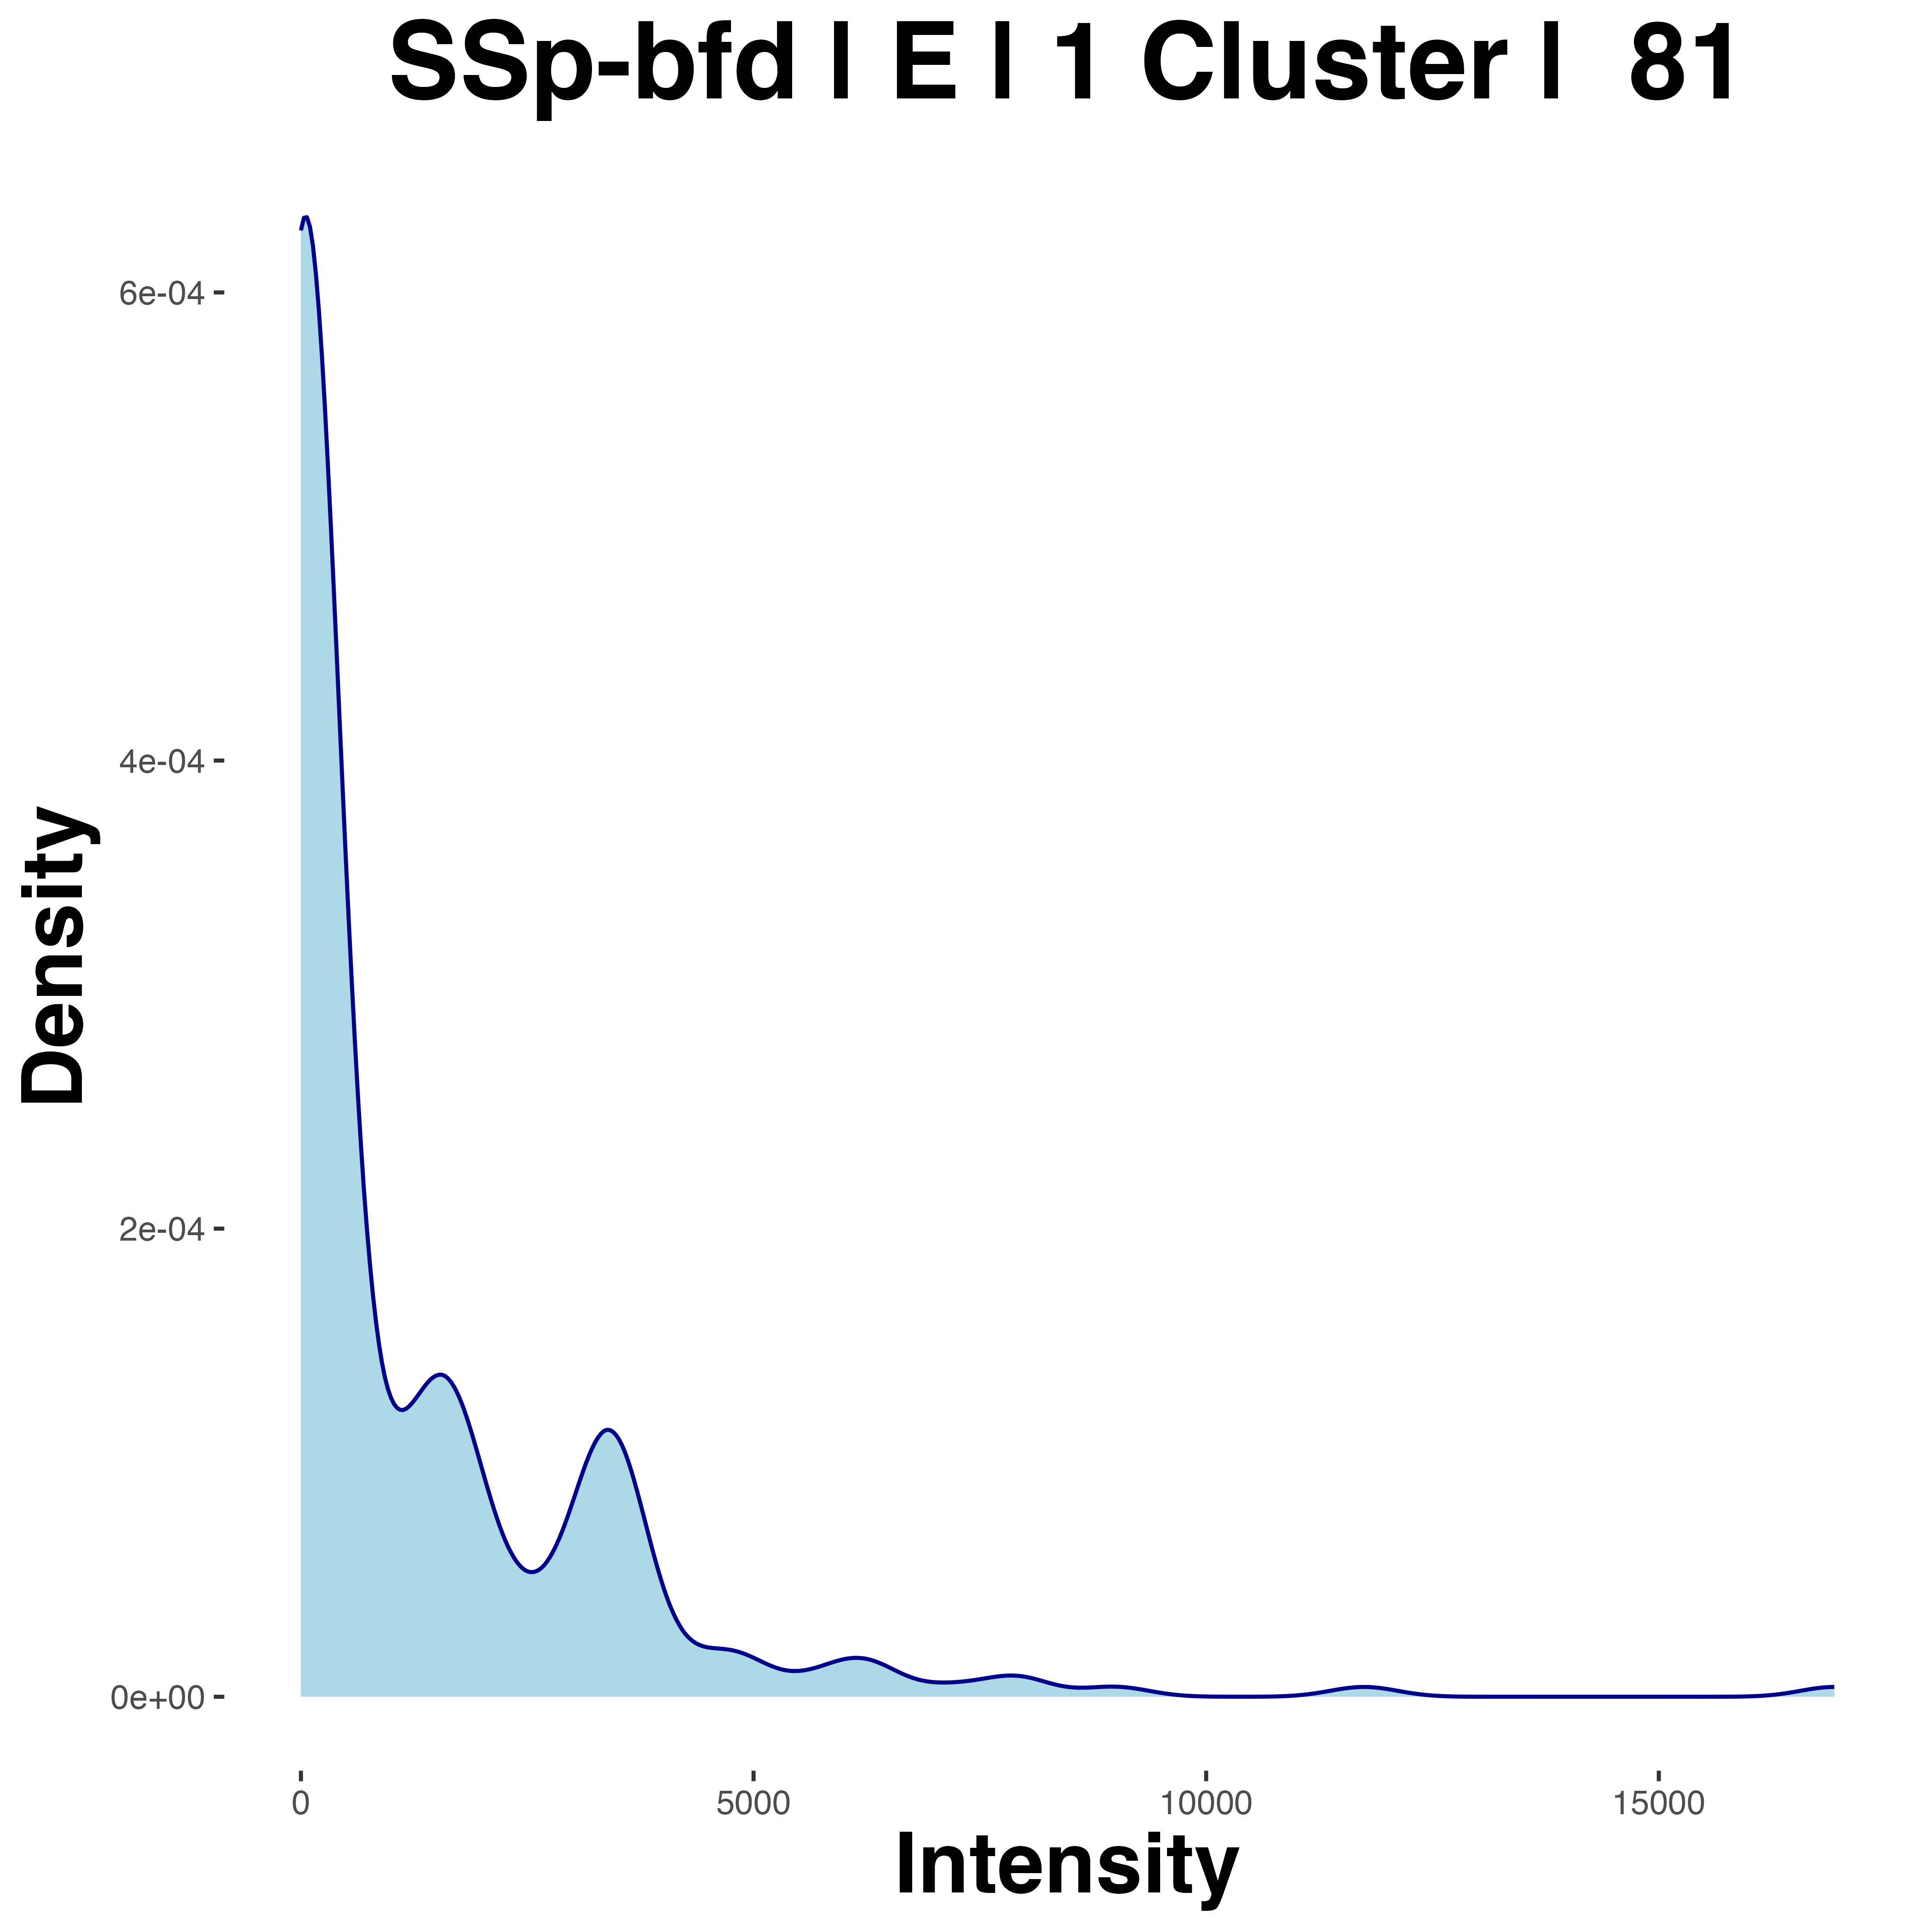 SSp-bfd | E | 1 Cluster |  81
Density
6e-04
4e-04
2e-04
0e+00
0
5000
10000
15000
Intensity